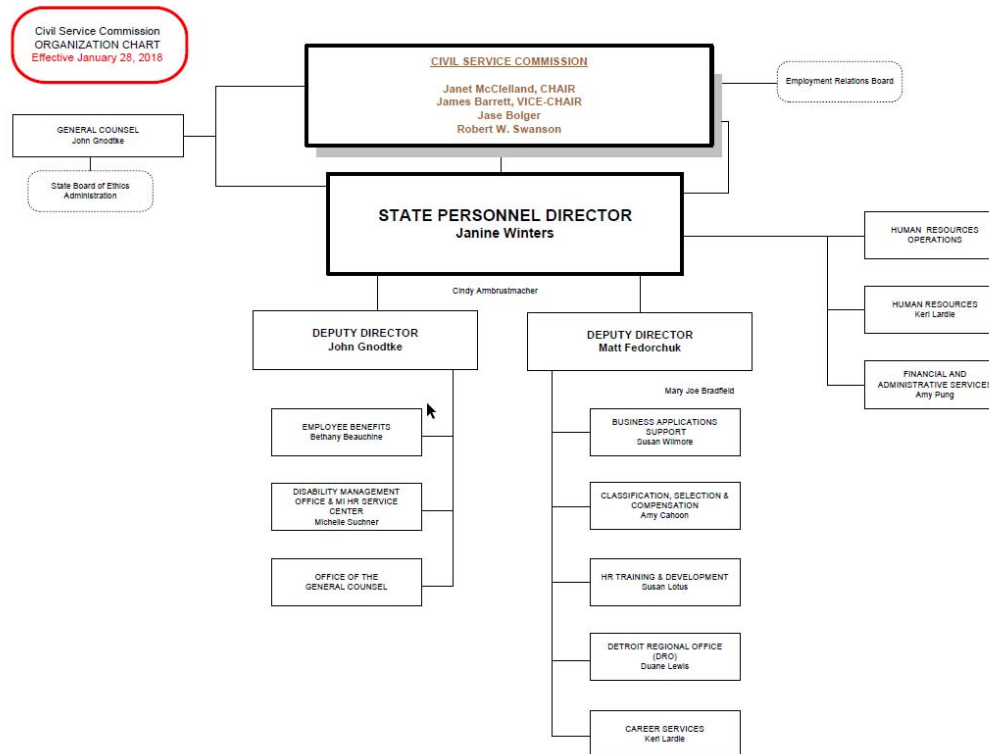 Civil Service Commission
ORGANIZATION CHART
Effective January 28, 2018
CIVIL SERVICE COMMISSION
Janet McClelland, CHAIR
James Barrett, VICE-CHAIR
Jase Bolger
Robert W. Swanson
Employment Relations Board
GENERAL COUNSEL
John Gnodtke
State Board of Ethics
Administration
STATE PERSONNEL DIRECTOR
Janine Winters
HUMAN RESOURCES
OPERATIONS
HUMAN RESOURCES
Keri Lardie
FINANCIAL AND
ADMINISTRATIVE SERVICES
Amy Pung
Cindy Armbrustmacher
DEPUTY DIRECTOR
John Gnodtke
EMPLOYEE BENEFITS
Bethany Beauchine
DISABILITY MANAGEMENT
OFFICE & MI HR SERVICE
CENTER
Michelle Suchner
OFFICE OF THE
GENERAL COUNSEL
DEPUTY DIRECTOR
Matt Fedorchuk
Mary Joe Bradfield
BUSINESS APPLICATIONS
SUPPORT
Susan Wilmore
CLASSIFICATION, SELECTION &
COMPENSATION
Amy Cahoon
HR TRAINING & DEVELOPMENT
Susan Lotus
DETROIT REGIONAL OFFICE
(DRO)
Duane Lewis
CAREER SERVICES
Keri Lardie